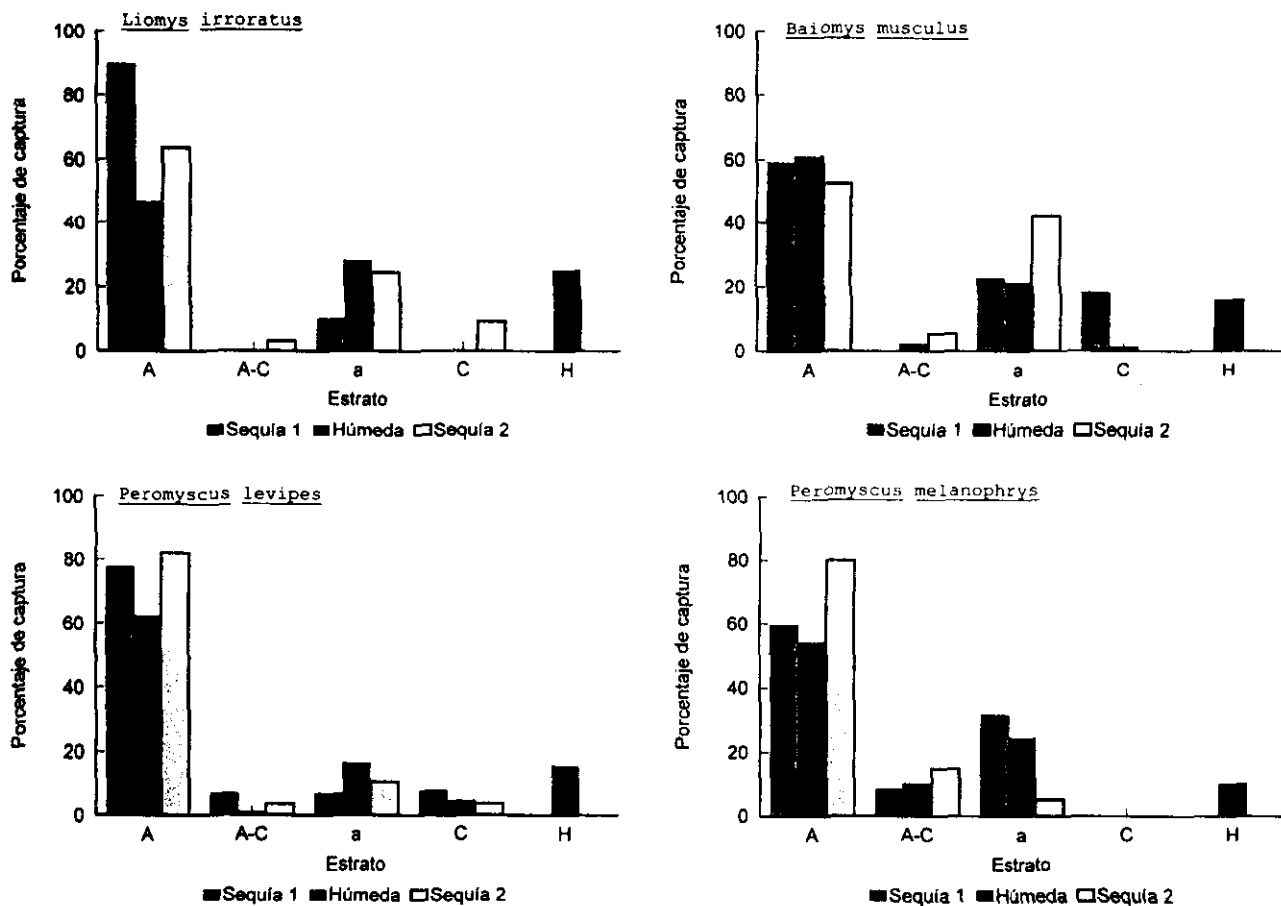 Liomys irroratus
Porcentaje de captura
100
80
60
40
20
0
A A-C a C H
Estrato
Sequía 1 Húmeda Sequía 2
Baiomys musculus
Porcentaje de captura
100
80
60
40
20
0
A A-C a C H
Estrato
Sequía 1 Húmeda Sequía 2
Peromyscus levipes
Porcentaje de captura
100
80
60
40
20
0
A A-C a C H
Estrato
Sequía 1 Húmeda Sequía 2
Peromyscus melanophrys
Porcentaje de captura
100
80
60
40
20
0
A A-C a C H
Estrato
Sequía 1 Húmeda Sequía 2